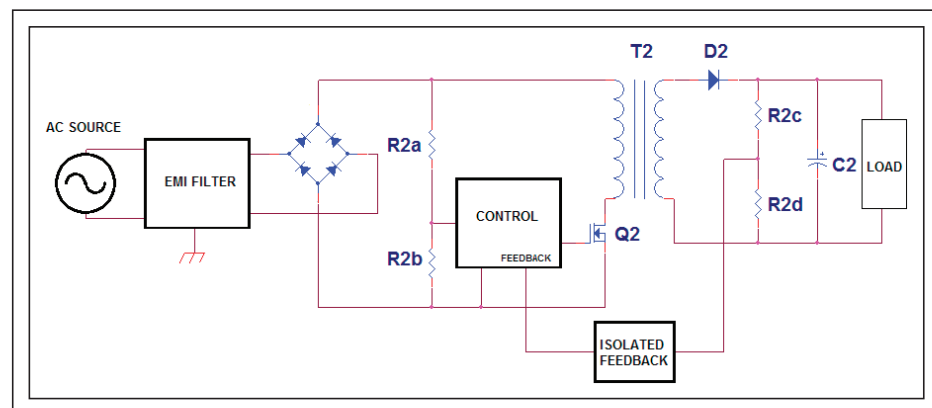 T2
D2
AC SOURCE
EMI FILTER
R2a
R2b
CONTROL
FEEDBACK
Q2
R2c
R2d
C2
LOAD
ISOLATED
FEEDBACK